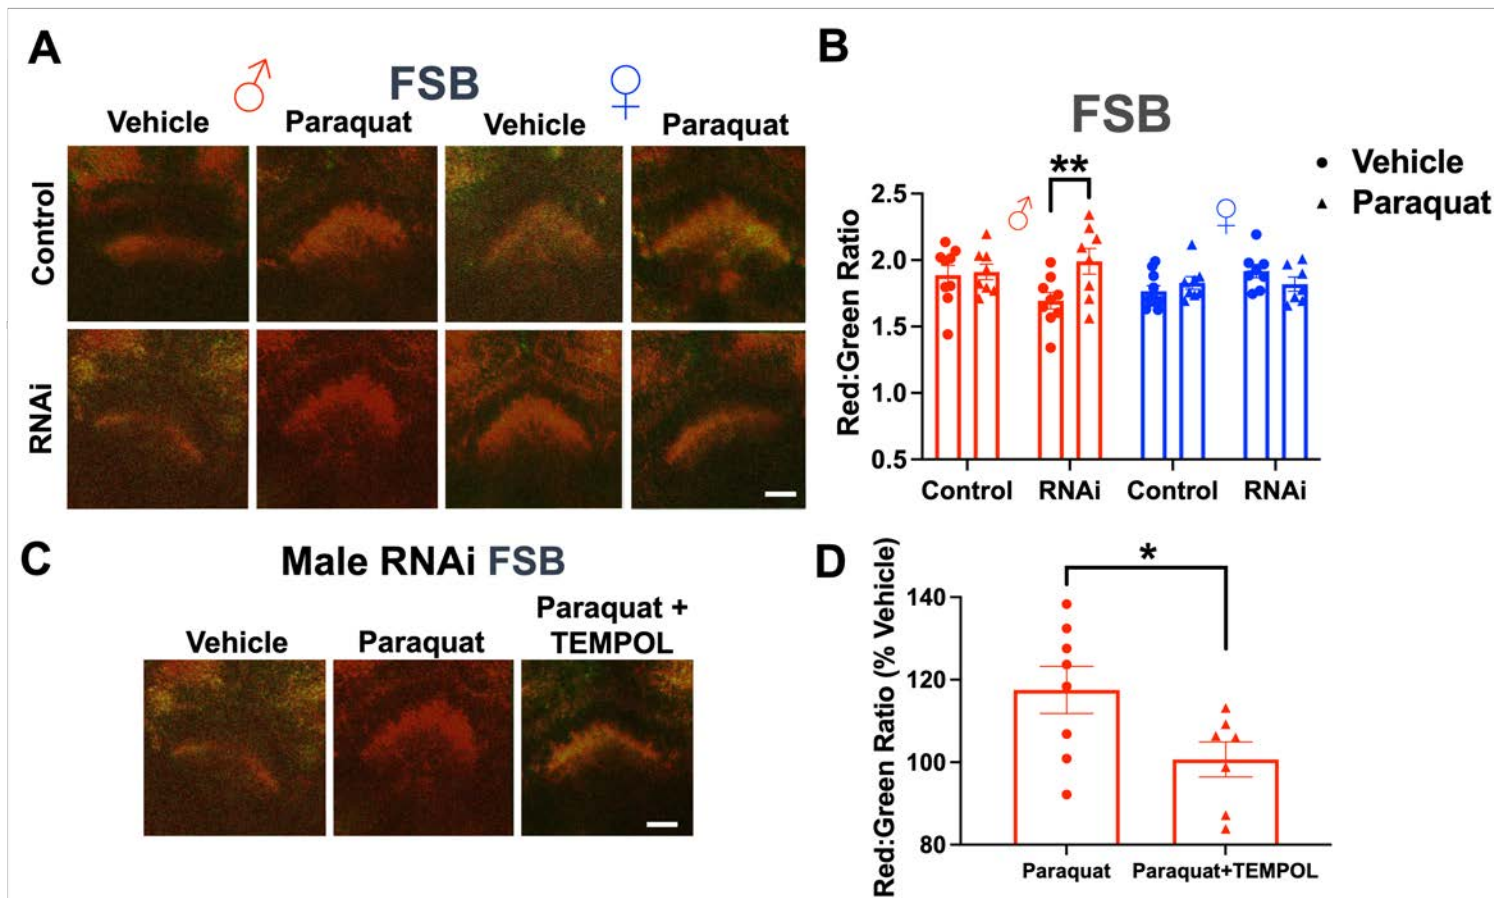 A
♂ FSB ♀
Vehicle Paraquat Vehicle Paraquat
Control
RNAi
B
FSB
** 
Vehicle
Paraquat
♂ ♀
Red:Green Ratio
2.5
2.0
1.5
1.0
0.5
Control RNAi Control RNAi
C
Male RNAi FSB
Vehicle Paraquat Paraquat +
TEMPOL
D
*
Red:Green Ratio (% Vehicle)
140
120
100
80
Paraquat Paraquat+TEMPOL